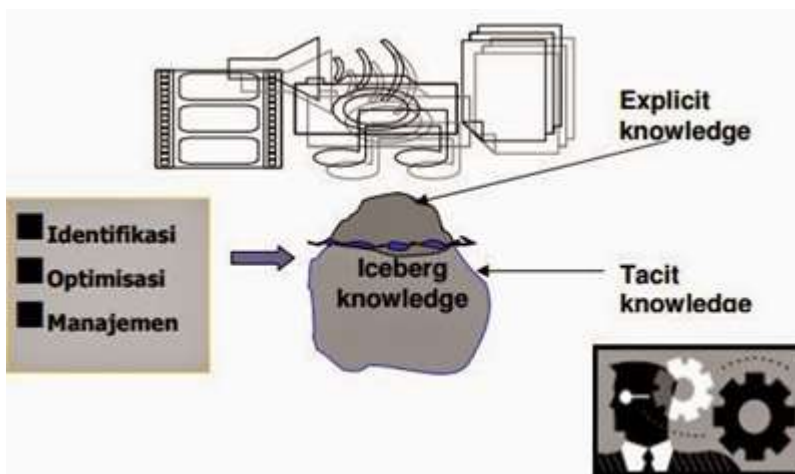 Explicit
knowledge
Identifikasi
Optimisasi
Manajemen
Iceberg
knowledge
Tacit
knowledge